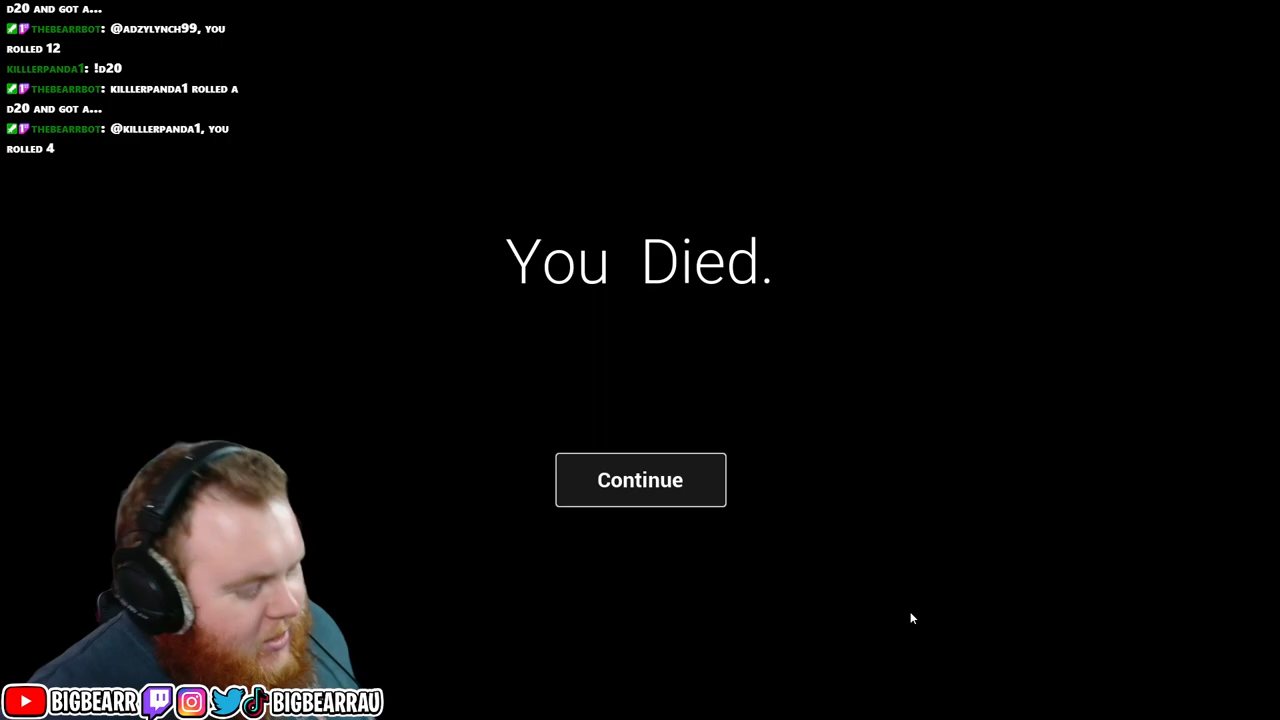 D20 AND GOT A...
THEBEARRBOT: @ADZYLYNCH99, YOU
ROLLED 12
KILLLERPANDA1: !D20
THEBEARRBOT: KILLLERPANDA1 ROLLED A
D20 AND GOT A...
THEBEARRBOT: @KILLLERPANDA1, YOU
ROLLED 4
You Died.
Continue
BIGBEARR BIGBEARRAU